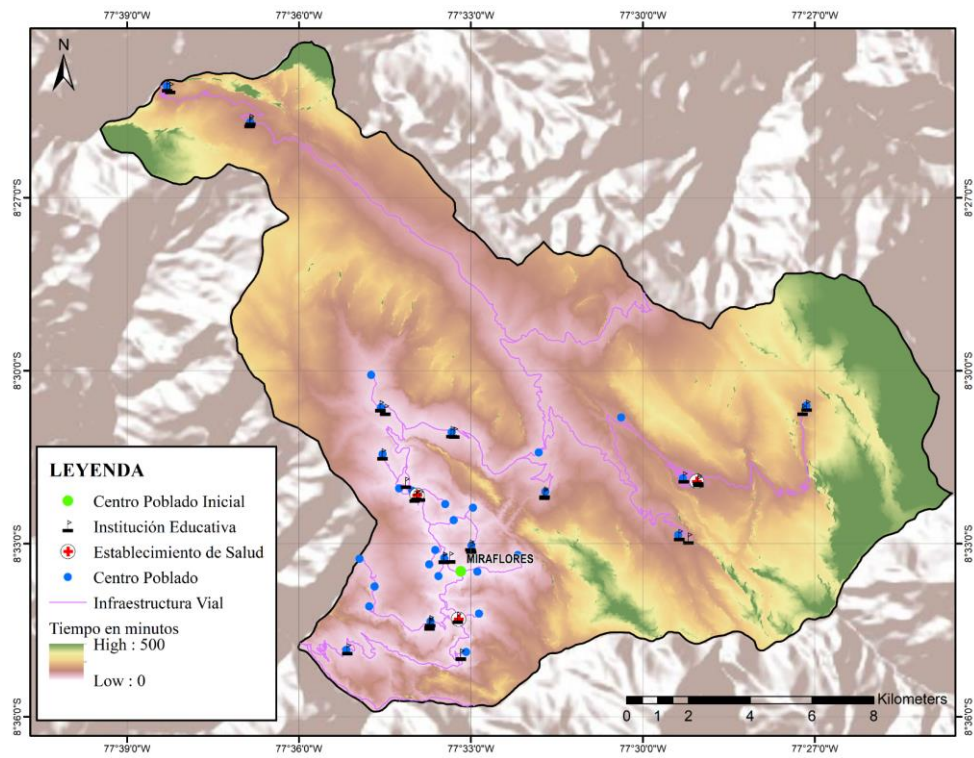 77°39'0"W 77°36'0"W 77°33'0"W 77°30'0"W 77°27'0"W
N
8°27'0"S 8°27'0"S
8°30'0"S 8°30'0"S
8°33'0"S 8°33'0"S
8°36'0"S 8°36'0"S
MIRAFLORES
LEYENDA
Centro Poblado Inicial
Institución Educativa
Establecimiento de Salud
Centro Poblado
Infraestructura Vial
Tiempo en minutos
High : 500
Low : 0
Kilometers
0 1 2 4 6 8
77°39'0"W 77°36'0"W 77°33'0"W 77°30'0"W 77°27'0"W